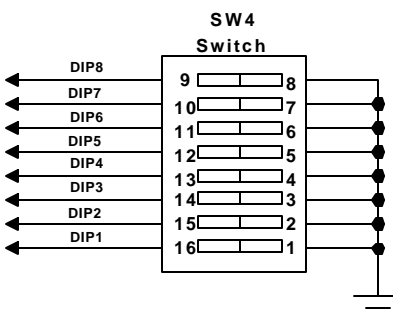 SW4
Switch
DIP8 9 8
DIP7 10 7
DIP6 11 6
DIP5 12 5
DIP4 13 4
DIP3 14 3
DIP2 15 2
DIP1 16 1